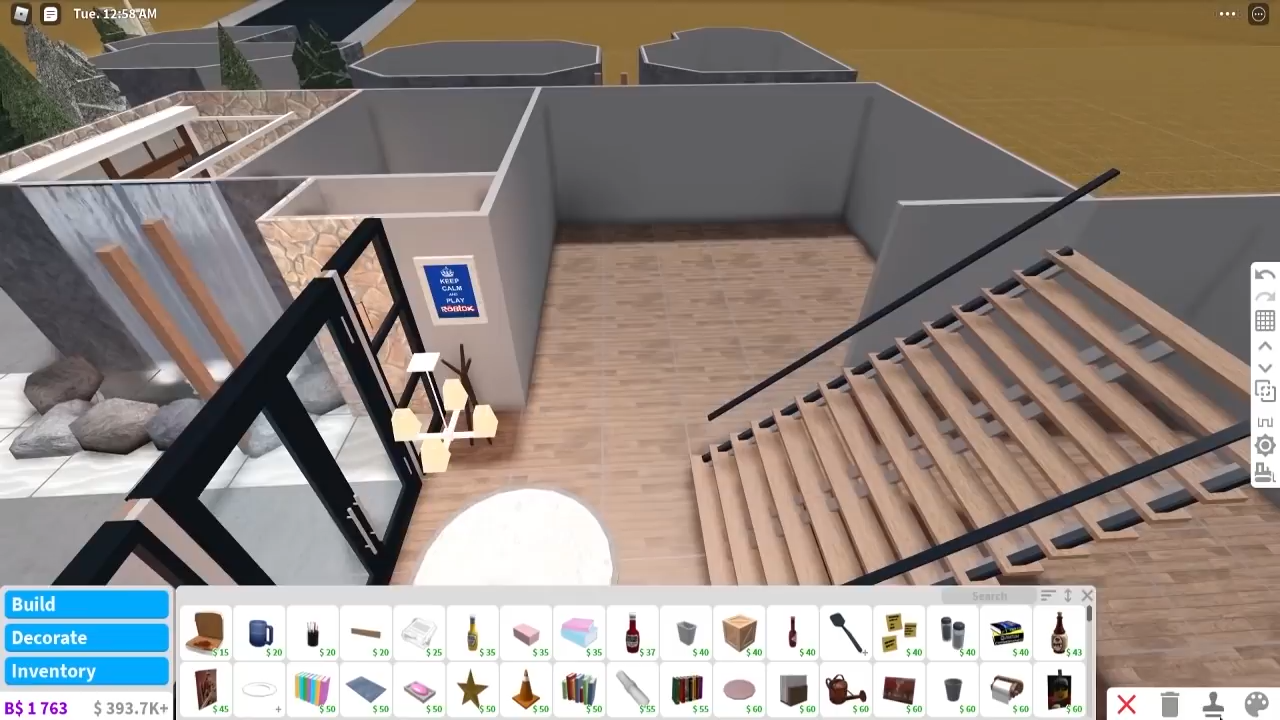 Tue. 12:58 AM
KEEP
CALM
AND
PLAY
ROBLOX
Search
Build
Decorate
Inventory
B$ 1 763 $ 393.7K+
$15 $20 $20 $20 $25 $35 $35 $35 $37 $40 $40 $40 + $40 $40 $40 $43
$45 + $50 $50 $50 $50 $50 $50 $55 $55 $60 $60 $60 $60 $60 $60 $60